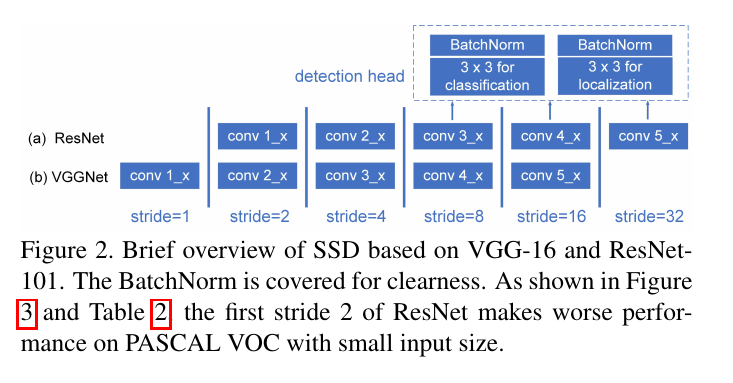 BatchNorm BatchNorm
detection head 3 x 3 for classification 3 x 3 for localization
(a) ResNet conv 1_x conv 2_x conv 3_x conv 4_x conv 5_x
(b) VGGNet conv 1_x conv 2_x conv 3_x conv 4_x conv 5_x
stride=1 stride=2 stride=4 stride=8 stride=16 stride=32
Figure 2. Brief overview of SSD based on VGG-16 and ResNet-
101. The BatchNorm is covered for clearness. As shown in Figure
3 and Table 2, the first stride 2 of ResNet makes worse perfor-
mance on PASCAL VOC with small input size.